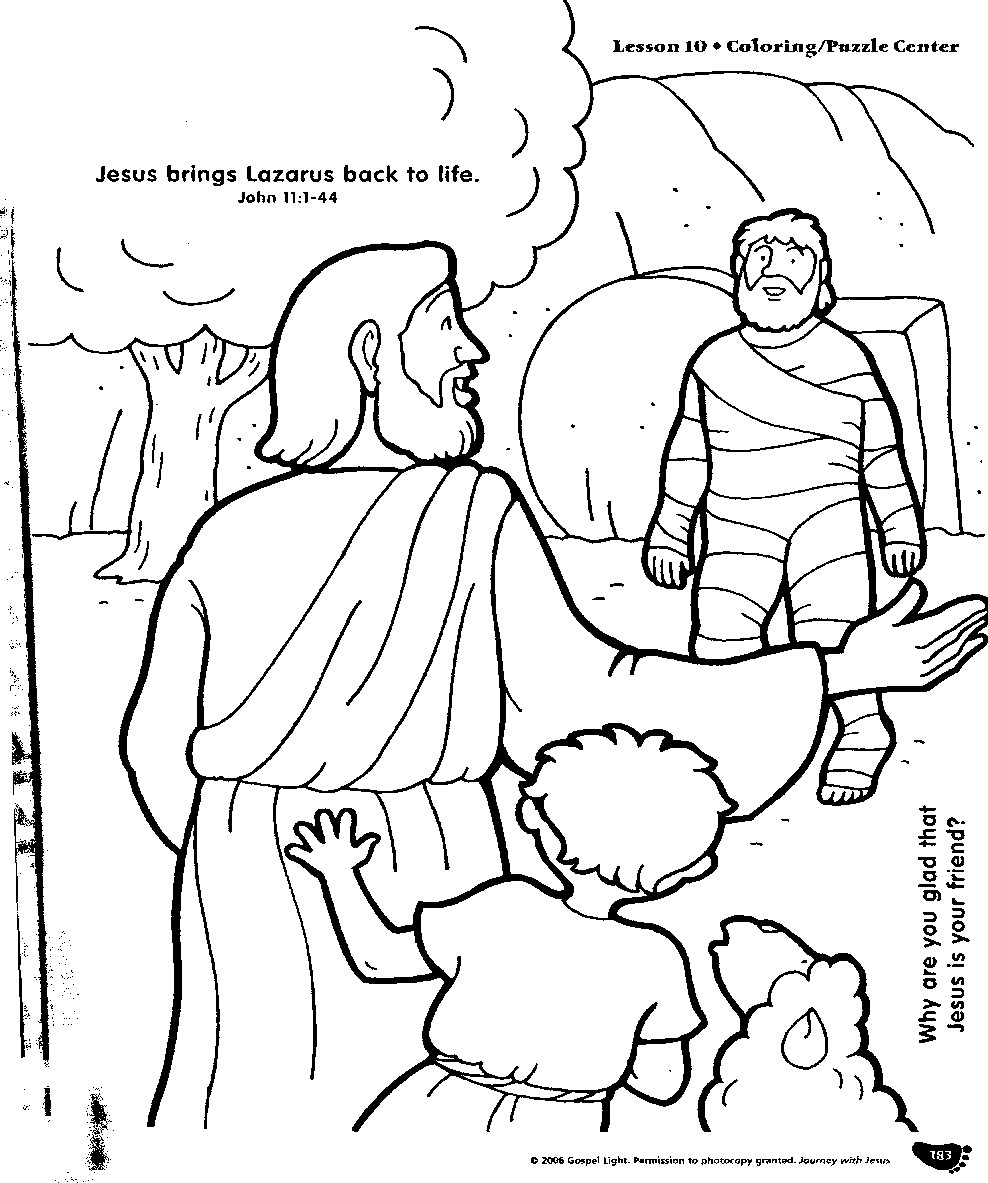 Lesson 10 • Coloring/Puzzle Center
Jesus brings Lazarus back to life.
John 11:1-44
Why are you glad that
Jesus is your friend?
© 2006 Gospel Light. Permission to photocopy granted. Journey with Jesus
183